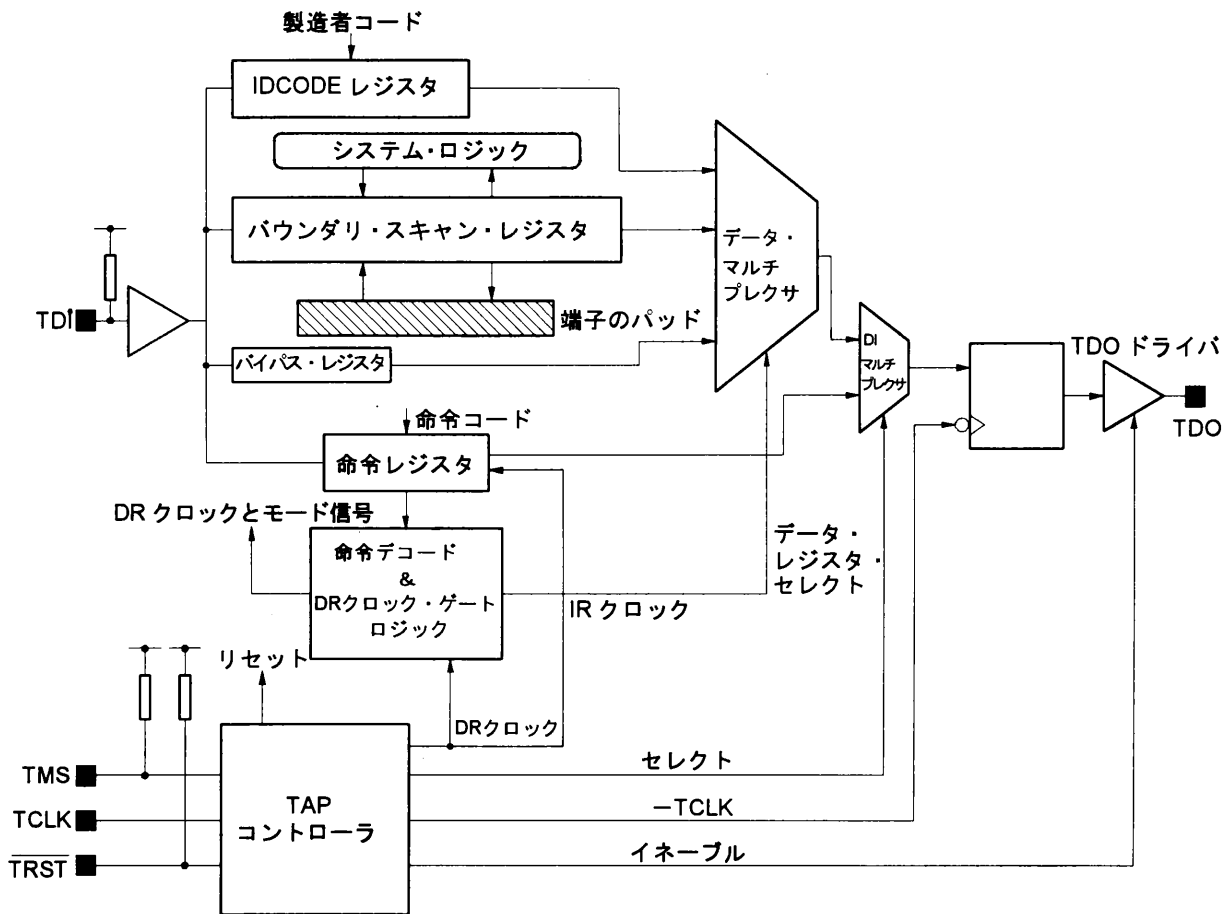 製造者コード
IDCODE レジスタ
システム・ロジック
バウンダリ・スキャン・レジスタ
データ・
マルチ
プレクサ
TDI
端子のパッド
バイパス・レジスタ
DI
マルチ
プレクサ
TDO ドライバ
TDO
命令コード
命令レジスタ
DR クロックとモード信号
命令デコード
&
DRクロック・ゲート
ロジック
IR クロック
データ・
レジスタ・
セレクト
リセット
DRクロック
TMS
セレクト
TCLK
TAP
コントローラ
−TCLK
TRST
イネーブル